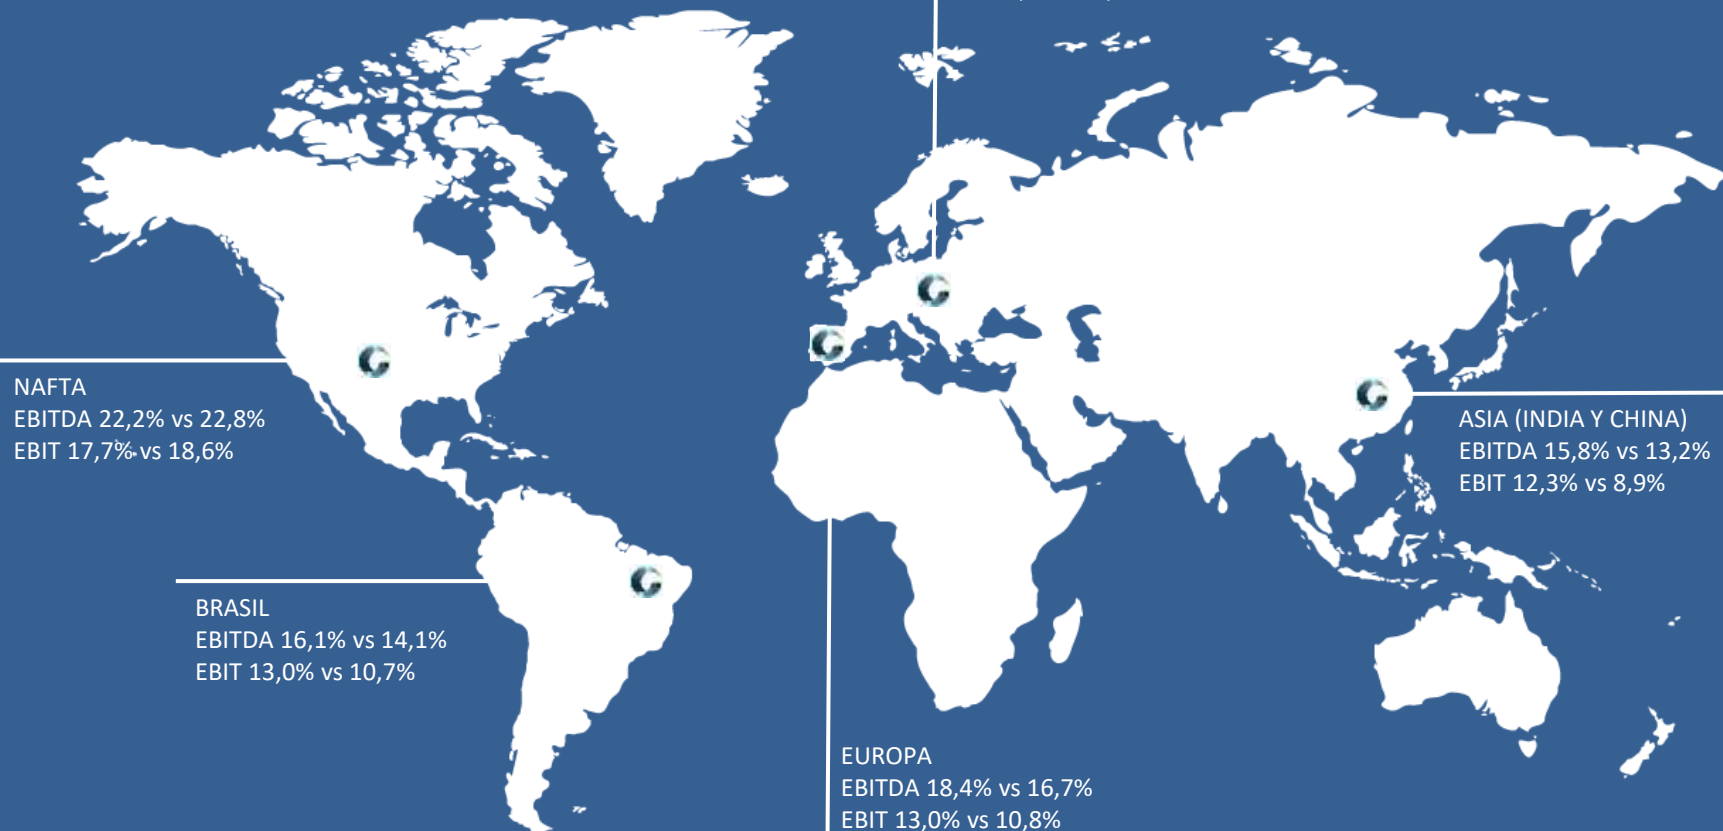 NAFTA
EBITDA 22,2% vs 22,8%
EBIT 17,7% vs 18,6%
ASIA (INDIA Y CHINA)
EBITDA 15,8% vs 13,2%
EBIT 12,3% vs 8,9%
BRASIL
EBITDA 16,1% vs 14,1%
EBIT 13,0% vs 10,7%
EUROPA
EBITDA 18,4% vs 16,7%
EBIT 13,0% vs 10,8%